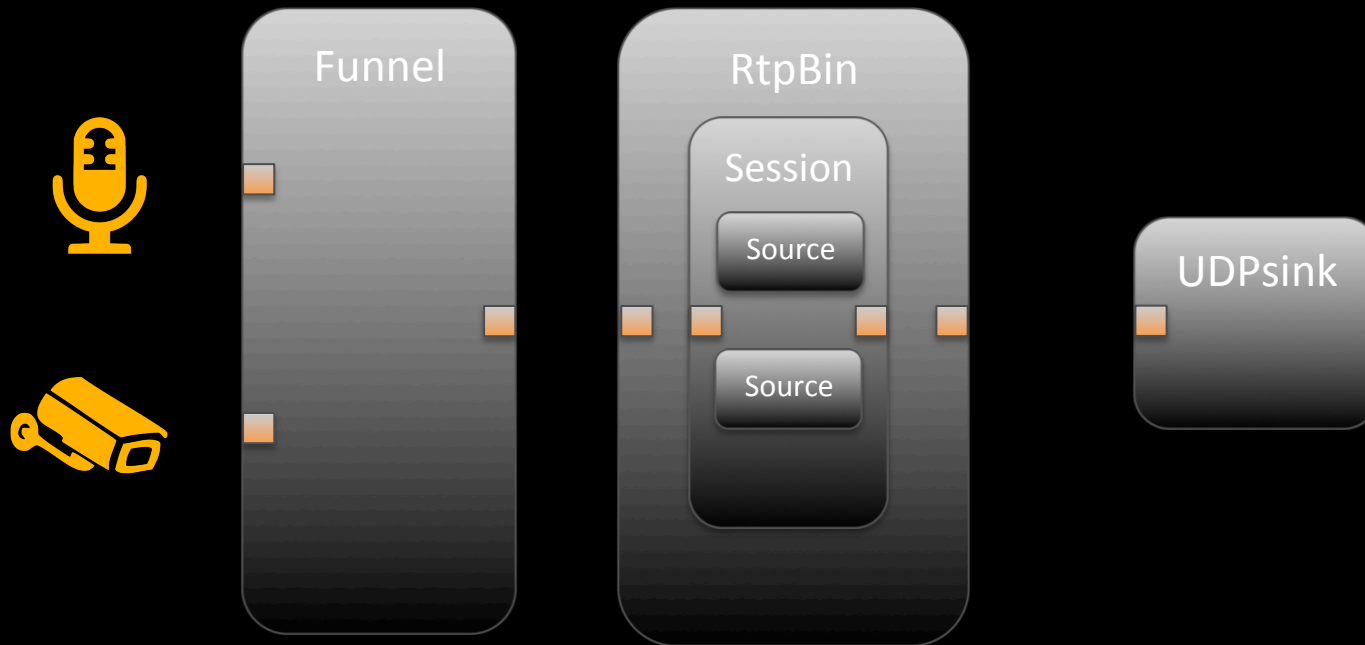 Funnel
RtpBin
Session
Source
Source
UDPsink